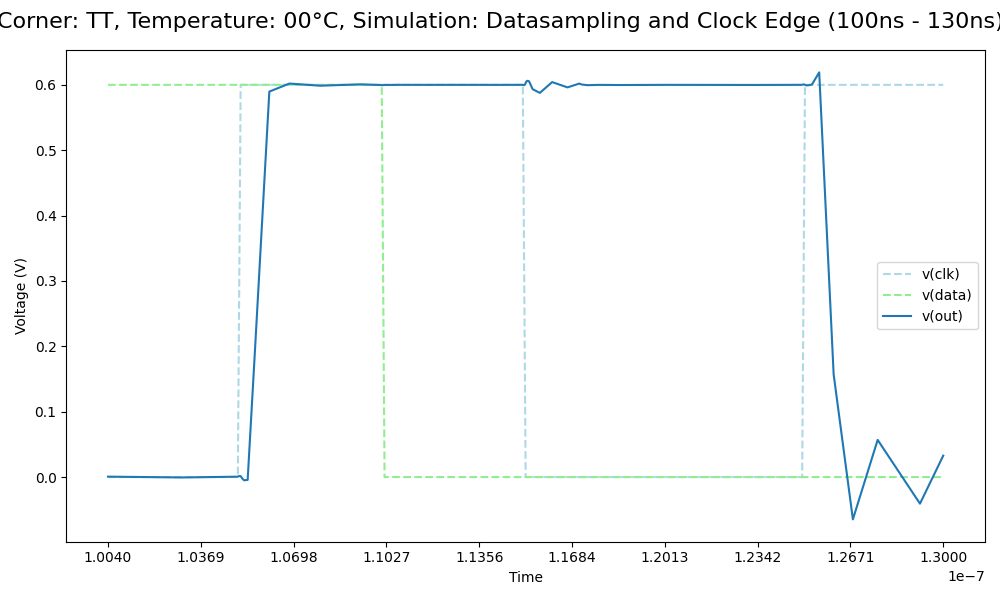 Corner: TT, Temperature: 00°C, Simulation: Datasampling and Clock Edge (100ns - 130ns)
0.6
0.5
0.4
0.3
0.2
0.1
0.0
Voltage (V)
v(clk)
v(data)
v(out)
1.0040 1.0369 1.0698 1.1027 1.1356 1.1684 1.2013 1.2342 1.2671 1.3000
Time
1e−7